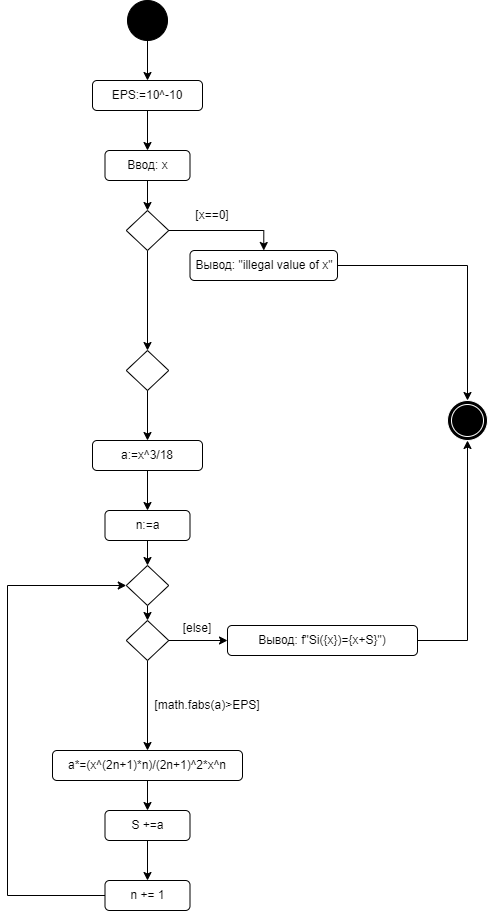 EPS:=10^-10
Ввод: x
[x==0]
Вывод: "illegal value of x"
a:=x^3/18
n:=a
[else]
Вывод: f"Si({x})={x+S}")
[math.fabs(a)>EPS]
a*=(x^(2n+1)*n)/(2n+1)^2*x^n
S +=a
n += 1